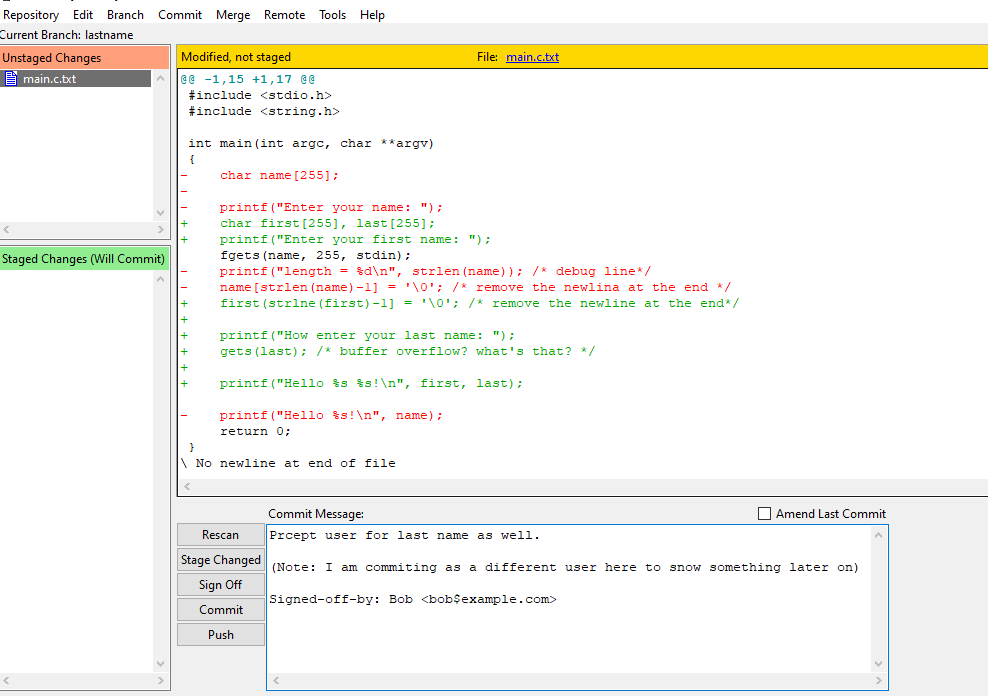 Repository Edit Branch Commit Merge Remote Tools Help
Current Branch: lastname
Unstaged Changes
main.c.txt
Staged Changes (Will Commit)
Modified, not staged File: main.c.txt
@@ -1,15 +1,17 @@
 #include <stdio.h>
 #include <string.h>
 int main(int argc, char **argv)
 {
-    char name[255];
-
-    printf("Enter your name: ");
+    char first[255], last[255];
+    printf("Enter your first name: ");
     fgets(name, 255, stdin);
-    printf("length = %d\n", strlen(name)); /* debug line*/
-    name[strlen(name)-1] = '\0'; /* remove the newlina at the end */
+    first(strlne(first)-1] = '\0'; /* remove the newline at the end*/
+
+    printf("How enter your last name: ");
+    gets(last); /* buffer overflow? what's that? */
+
+    printf("Hello %s %s!\n", first, last);
-    printf("Hello %s!\n", name);
     return 0;
 }
\ No newline at end of file
Commit Message:
Amend Last Commit
Rescan
Stage Changed
Sign Off
Commit
Push
Prcept user for last name as well.
(Note: I am commiting as a different user here to snow something later on)
Signed-off-by: Bob <bob$example.com>